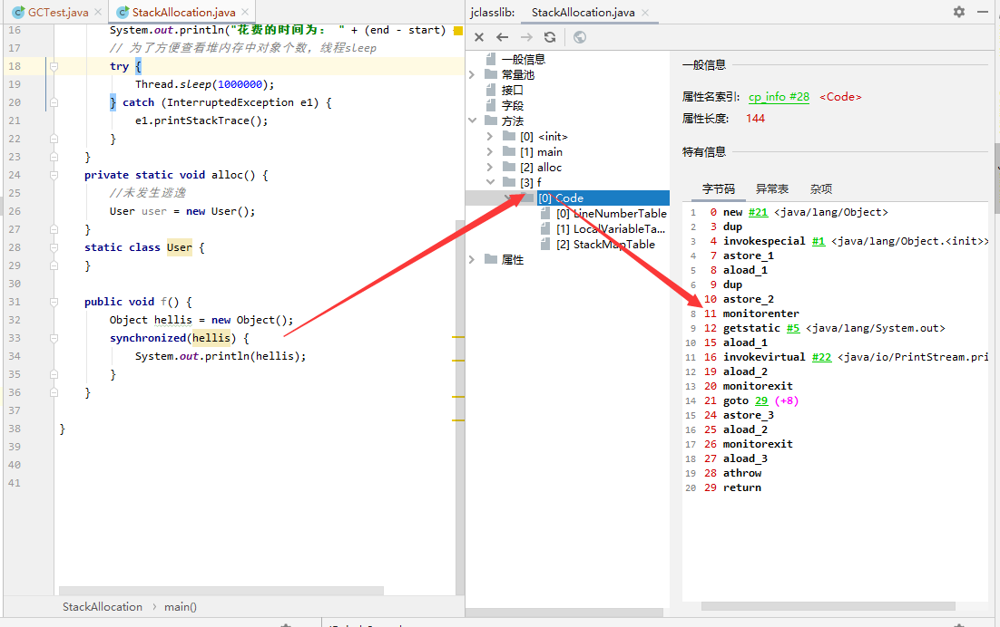 GCTest.java
StackAllocation.java
16 System.out.println("花费的时间为： " + (end - start)
17 // 为了方便查看堆内存中对象个数，线程sleep
18 try {
19 Thread.sleep(1000000);
20 } catch (InterruptedException e1) {
21 e1.printStackTrace();
22 }
23 }
24 private static void alloc() {
25 //未发生逃逸
26 User user = new User();
27 }
28 static class User {
29 }
30
31 public void f() {
32 Object hellis = new Object();
33 synchronized(hellis) {
34 System.out.println(hellis);
35 }
36 }
37
38 }
39
40
41
StackAllocation › main()
jclasslib: StackAllocation.java
一般信息
常量池
接口
字段
方法
[0] <init>
[1] main
[2] alloc
[3] f
[0] Code
[0] LineNumberTable
[1] LocalVariableTa...
[2] StackMapTable
属性
一般信息
属性名索引: cp_info #28 <Code>
属性长度: 144
特有信息
字节码 异常表 杂项
1 0 new #21 <java/lang/Object>
2 3 dup
3 4 invokespecial #1 <java/lang/Object.<init>>
4 7 astore_1
5 8 aload_1
6 9 dup
10 astore_2
8 11 monitorenter
9 12 getstatic #5 <java/lang/System.out>
10 15 aload_1
11 16 invokevirtual #22 <java/io/PrintStream.pri
12 19 aload_2
13 20 monitorexit
14 21 goto 29 (+8)
15 24 astore_3
16 25 aload_2
17 26 monitorexit
18 27 aload_3
19 28 athrow
20 29 return